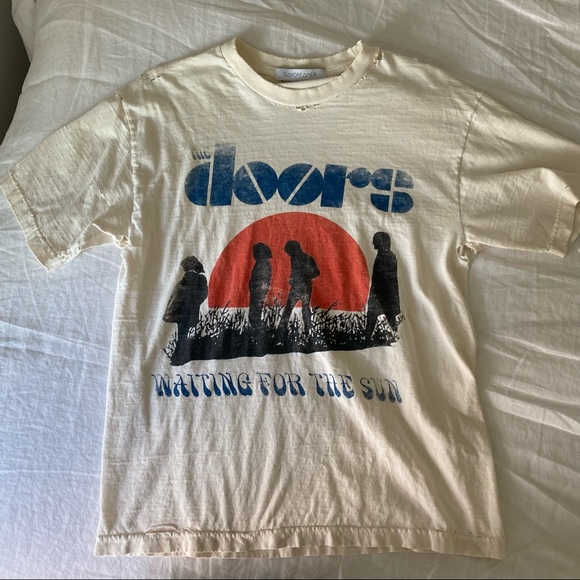 the
doors
WAITING FOR THE SUN